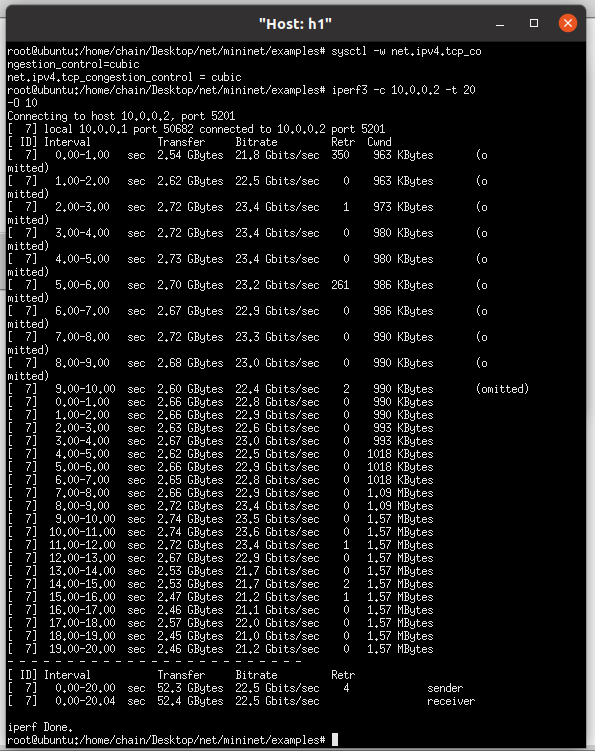 "Host: h1"
root@ubuntu:/home/chain/Desktop/net/mininet/examples# sysctl -w net.ipv4.tcp_co
ngestion_control=cubic
net.ipv4.tcp_congestion_control = cubic
root@ubuntu:/home/chain/Desktop/net/mininet/examples# iperf3 -c 10.0.0.2 -t 20
-O 10
Connecting to host 10.0.0.2, port 5201
[  7] local 10.0.0.1 port 50682 connected to 10.0.0.2 port 5201
[ ID] Interval           Transfer     Bitrate         Retr  Cwnd
[  7]   0.00-1.00   sec  2.54 GBytes  21.8 Gbits/sec  350    963 KBytes       (o
mitted)
[  7]   1.00-2.00   sec  2.62 GBytes  22.5 Gbits/sec    0    963 KBytes       (o
mitted)
[  7]   2.00-3.00   sec  2.72 GBytes  23.4 Gbits/sec    1    973 KBytes       (o
mitted)
[  7]   3.00-4.00   sec  2.72 GBytes  23.4 Gbits/sec    0    980 KBytes       (o
mitted)
[  7]   4.00-5.00   sec  2.73 GBytes  23.4 Gbits/sec    0    980 KBytes       (o
mitted)
[  7]   5.00-6.00   sec  2.70 GBytes  23.2 Gbits/sec  261    986 KBytes       (o
mitted)
[  7]   6.00-7.00   sec  2.67 GBytes  22.9 Gbits/sec    0    986 KBytes       (o
mitted)
[  7]   7.00-8.00   sec  2.72 GBytes  23.3 Gbits/sec    0    990 KBytes       (o
mitted)
[  7]   8.00-9.00   sec  2.68 GBytes  23.0 Gbits/sec    0    990 KBytes       (o
mitted)
[  7]   9.00-10.00  sec  2.60 GBytes  22.4 Gbits/sec    2    990 KBytes       (omitted)
[  7]   0.00-1.00   sec  2.66 GBytes  22.8 Gbits/sec    0    990 KBytes
[  7]   1.00-2.00   sec  2.66 GBytes  22.9 Gbits/sec    0    990 KBytes
[  7]   2.00-3.00   sec  2.63 GBytes  22.6 Gbits/sec    0    993 KBytes
[  7]   3.00-4.00   sec  2.67 GBytes  23.0 Gbits/sec    0    993 KBytes
[  7]   4.00-5.00   sec  2.62 GBytes  22.5 Gbits/sec    0   1018 KBytes
[  7]   5.00-6.00   sec  2.66 GBytes  22.9 Gbits/sec    0   1018 KBytes
[  7]   6.00-7.00   sec  2.65 GBytes  22.8 Gbits/sec    0   1018 KBytes
[  7]   7.00-8.00   sec  2.66 GBytes  22.9 Gbits/sec    0   1.09 MBytes
[  7]   8.00-9.00   sec  2.72 GBytes  23.4 Gbits/sec    0   1.09 MBytes
[  7]   9.00-10.00  sec  2.74 GBytes  23.5 Gbits/sec    0   1.57 MBytes
[  7]  10.00-11.00  sec  2.74 GBytes  23.6 Gbits/sec    0   1.57 MBytes
[  7]  11.00-12.00  sec  2.72 GBytes  23.4 Gbits/sec    1   1.57 MBytes
[  7]  12.00-13.00  sec  2.67 GBytes  22.9 Gbits/sec    0   1.57 MBytes
[  7]  13.00-14.00  sec  2.53 GBytes  21.7 Gbits/sec    0   1.57 MBytes
[  7]  14.00-15.00  sec  2.53 GBytes  21.7 Gbits/sec    2   1.57 MBytes
[  7]  15.00-16.00  sec  2.47 GBytes  21.2 Gbits/sec    1   1.57 MBytes
[  7]  16.00-17.00  sec  2.46 GBytes  21.1 Gbits/sec    0   1.57 MBytes
[  7]  17.00-18.00  sec  2.57 GBytes  22.0 Gbits/sec    0   1.57 MBytes
[  7]  18.00-19.00  sec  2.45 GBytes  21.0 Gbits/sec    0   1.57 MBytes
[  7]  19.00-20.00  sec  2.46 GBytes  21.2 Gbits/sec    0   1.57 MBytes
- - - - - - - - - - - - - - - - - - - - - - - - -
[ ID] Interval           Transfer     Bitrate         Retr
[  7]   0.00-20.00  sec  52.3 GBytes  22.5 Gbits/sec    4             sender
[  7]   0.00-20.04  sec  52.4 GBytes  22.5 Gbits/sec                  receiver
iperf Done.
root@ubuntu:/home/chain/Desktop/net/mininet/examples#